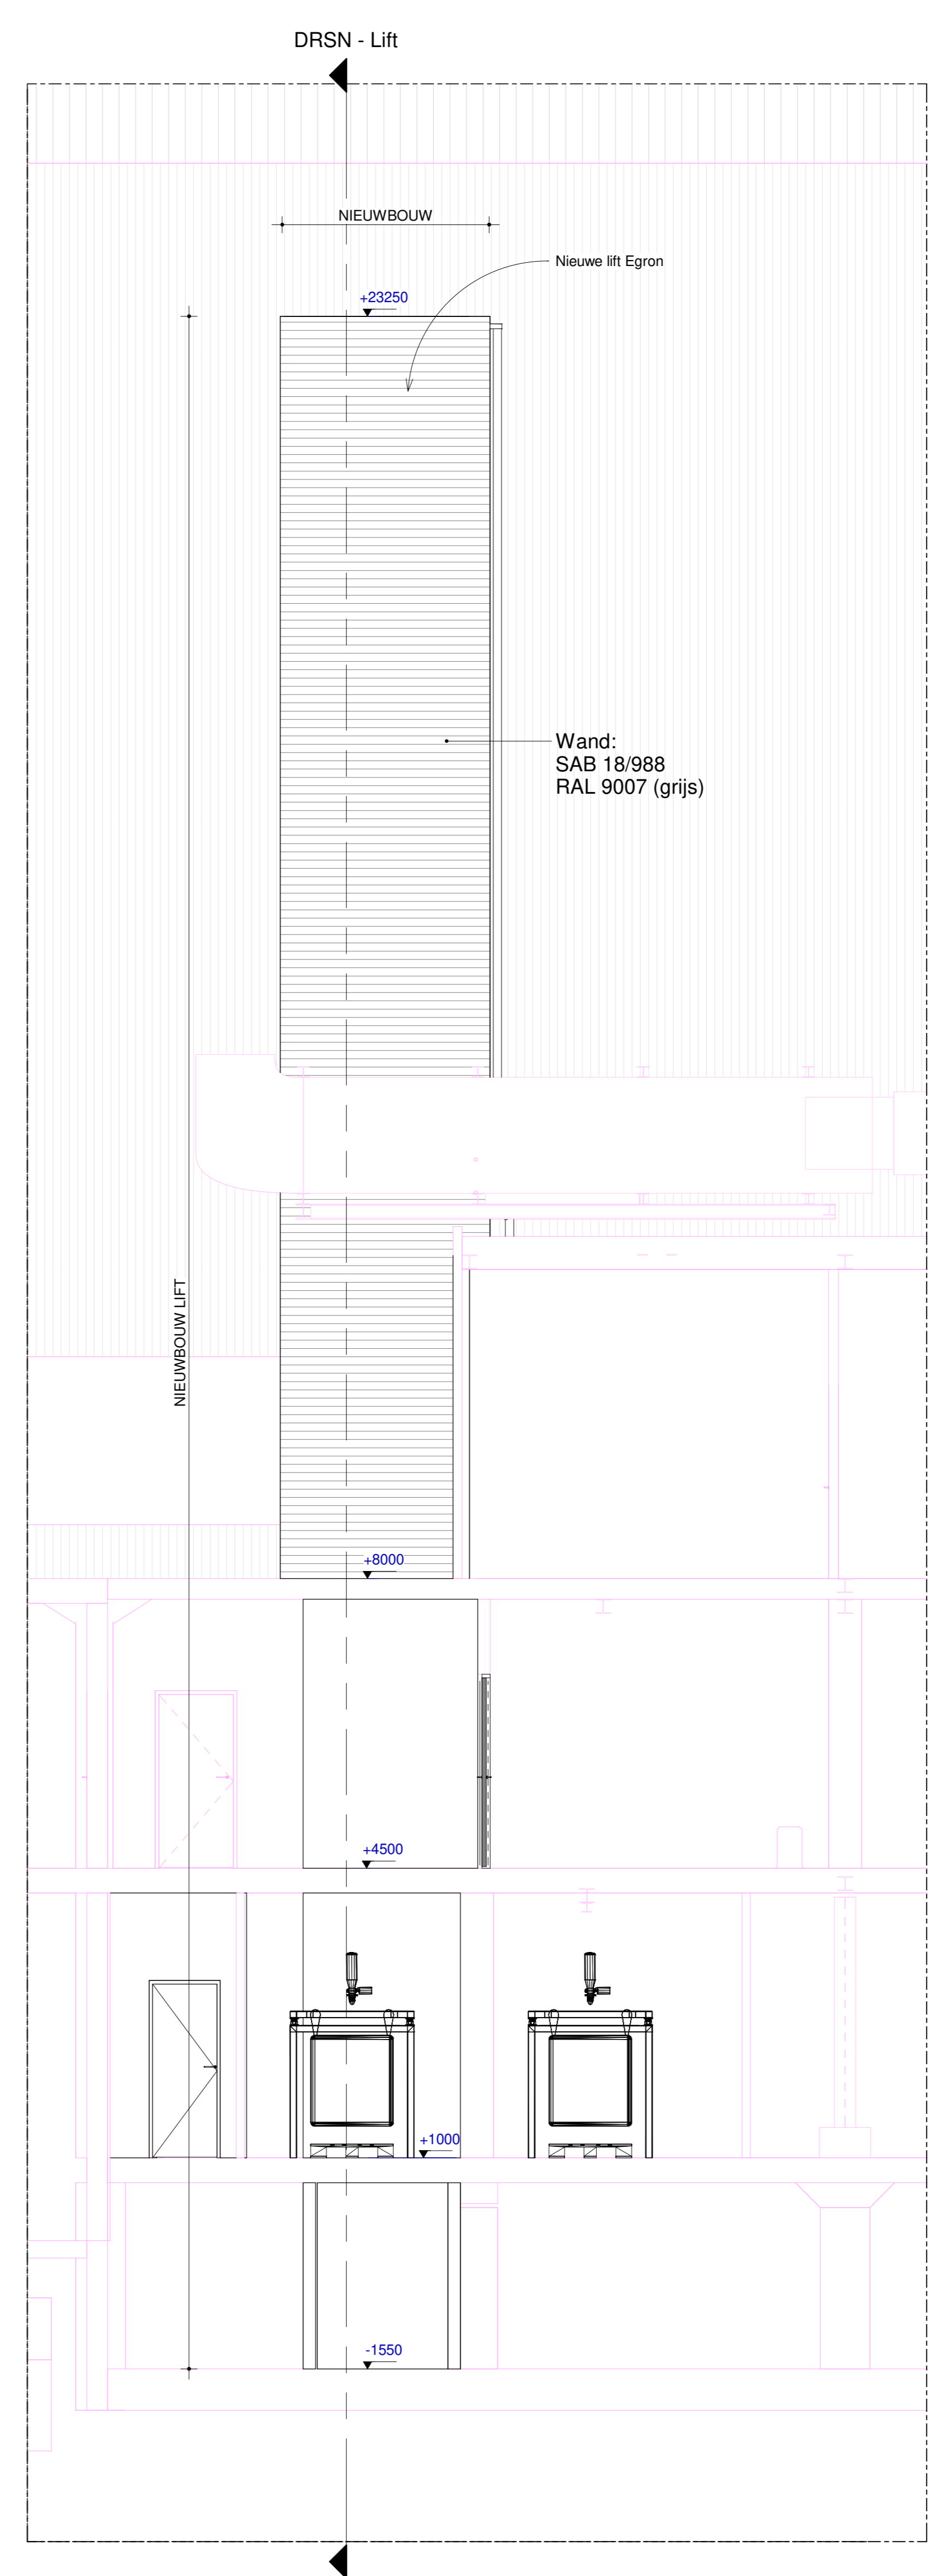 DRSN - Lift
NIEUWBOUW
Nieuwe lift Egron
+23250
Wand:
SAB 18/988
RAL 9007 (grijs)
NIEUWBOUW LIFT
+8000
+4500
+1000
-1550